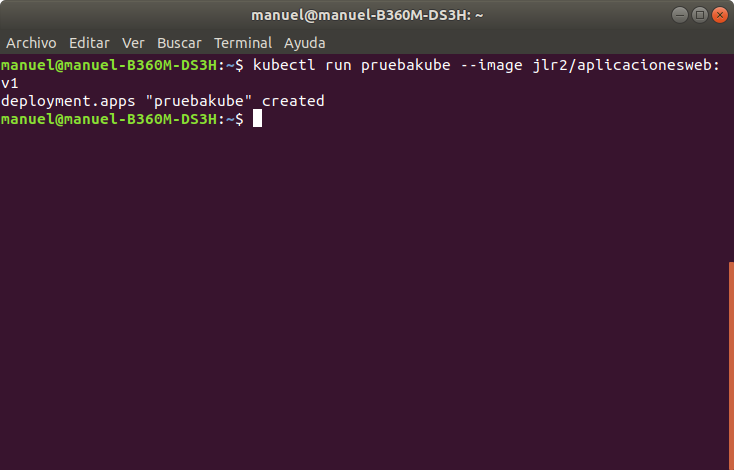 manuel@manuel-B360M-DS3H: ~
Archivo Editar Ver Buscar Terminal Ayuda
manuel@manuel-B360M-DS3H:~$ kubectl run pruebakube --image jlr2/aplicacionesweb:
v1
deployment.apps "pruebakube" created
manuel@manuel-B360M-DS3H:~$